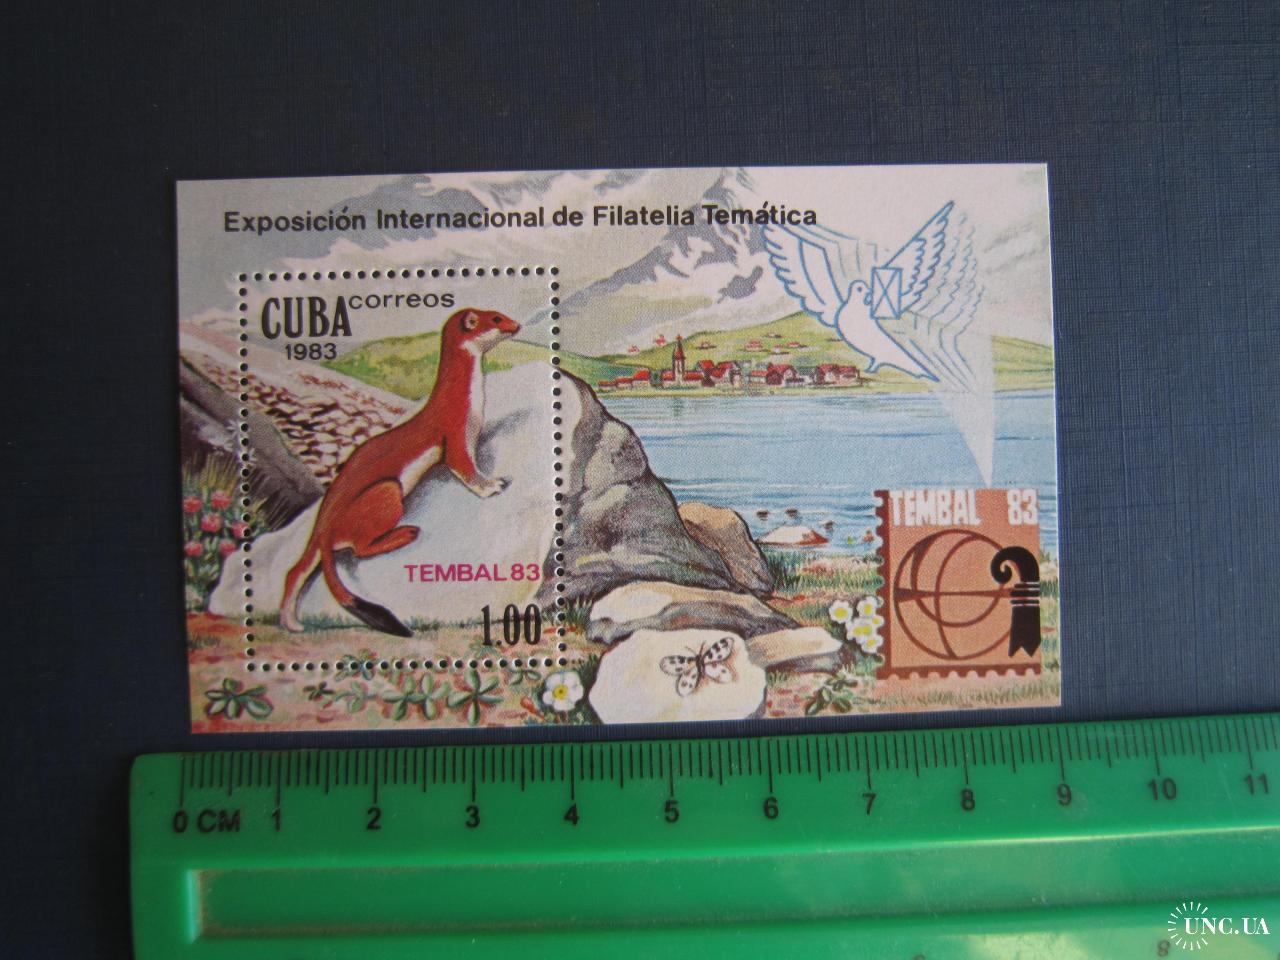 Exposición Internacional de Filatelia Temática
CUBA correos
1983
TEMBAL 83
TEMBAL 83
1.00
0 CM 1 2 3 4 5 6 7 8 9 10 11
8
UNC.UA